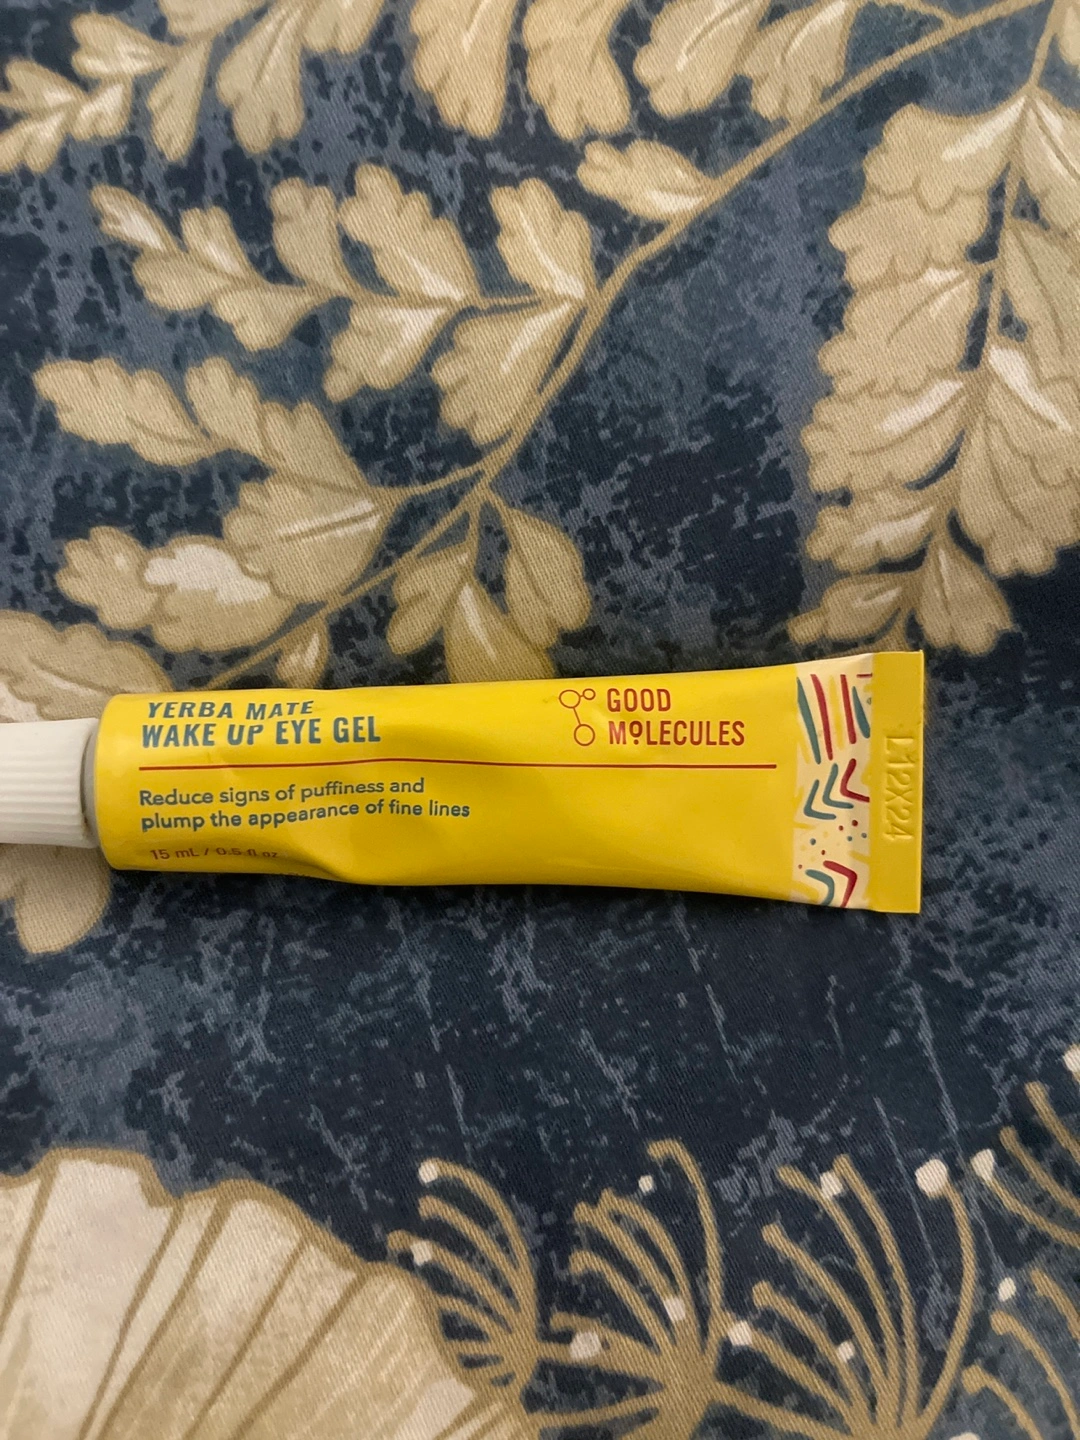 YERBA MATE
WAKE UP EYE GEL
GOOD
MOLECULES
Reduce signs of puffiness and
plump the appearance of fine lines
15 mL / 0.5 fl oz
L12X24